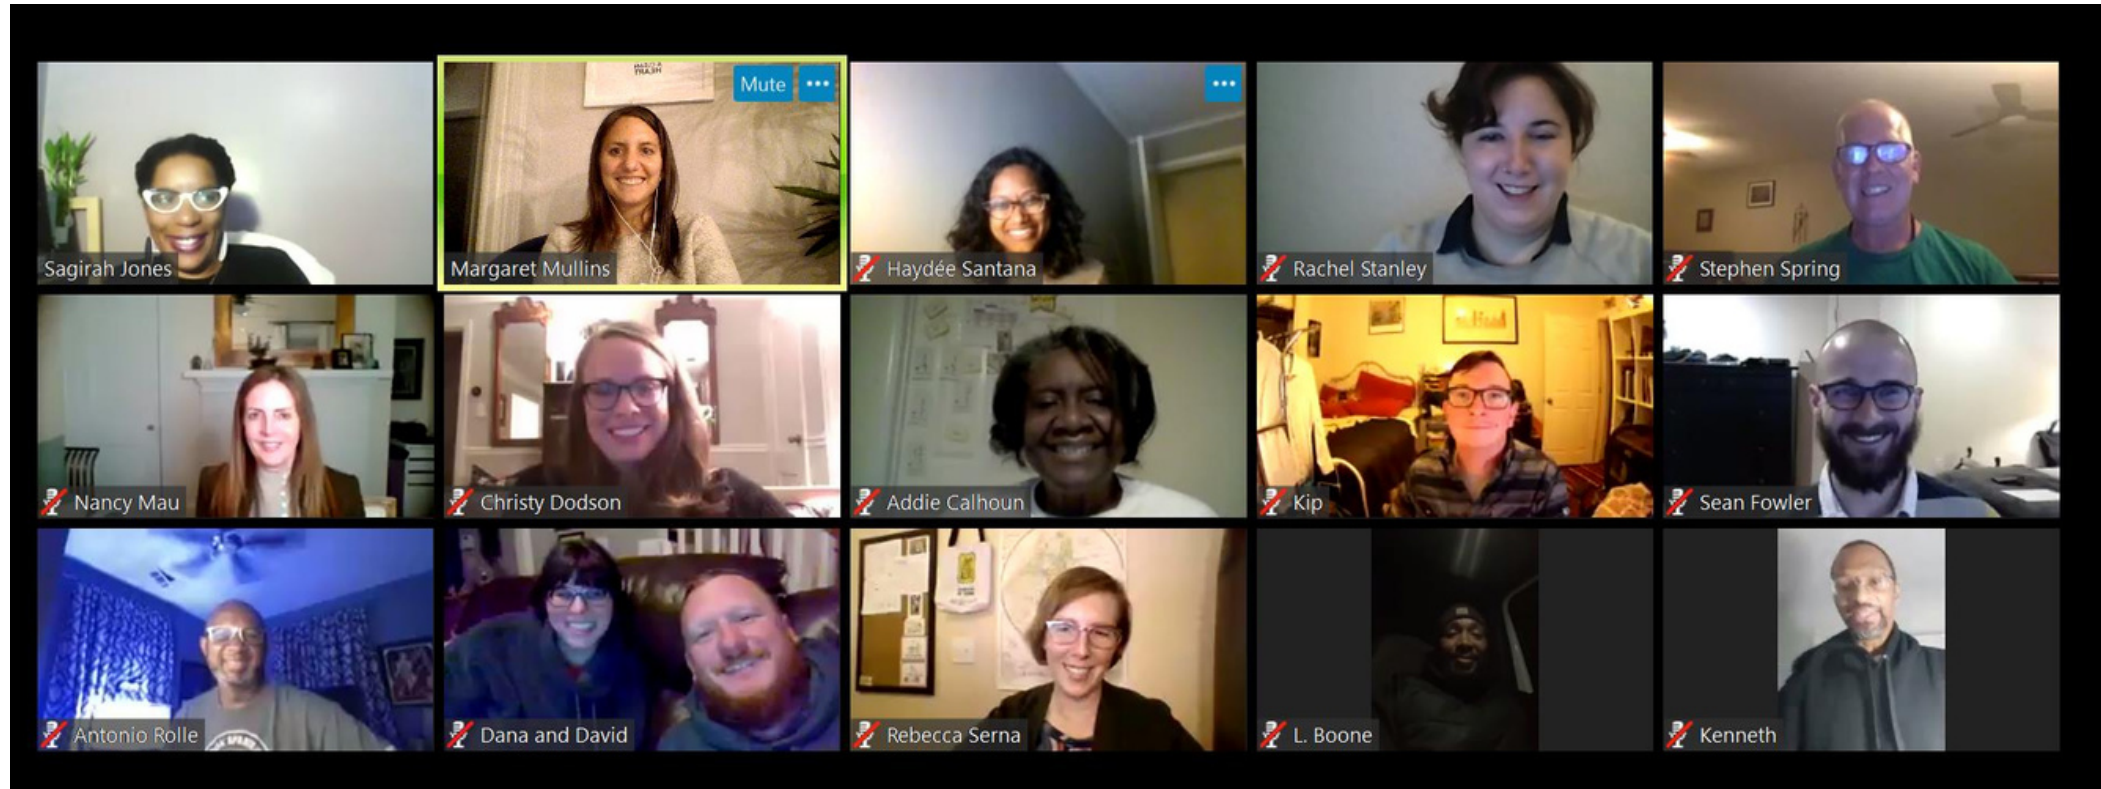 Mute
Sagirah Jones
Margaret Mullins
Haydée Santana
Rachel Stanley
Stephen Spring
Nancy Mau
Christy Dodson
Addie Calhoun
Kip
Sean Fowler
Antonio Rolle
Dana and David
Rebecca Serna
L. Boone
Kenneth